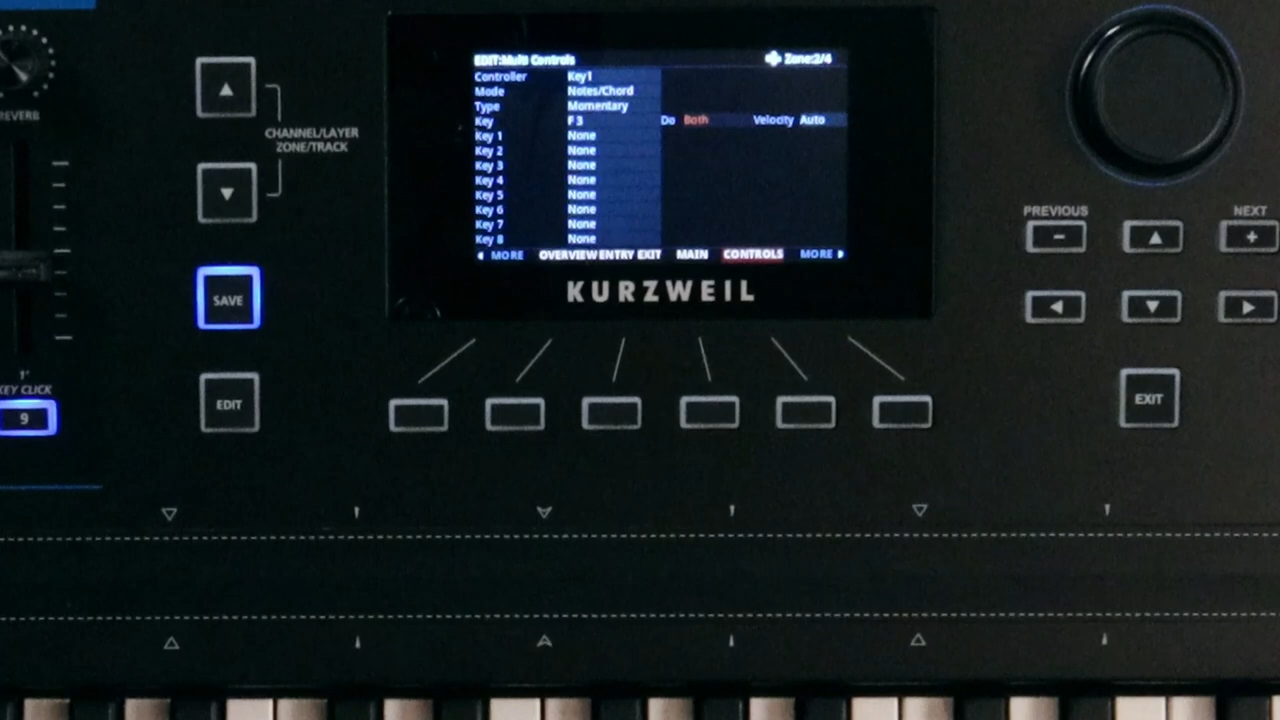 EDIT:Multi Controls Zone:2/4
Controller Key1
Mode Notes/Chord
Type Momentary
Key F 3 Do Both Velocity Auto
Key 1 None
Key 2 None
Key 3 None
Key 4 None
Key 5 None
Key 6 None
Key 7 None
Key 8 None
MORE OVERVIEW ENTRY EXIT MAIN CONTROLS MORE
KURZWEIL
REVERB
CHANNEL/LAYER
ZONE/TRACK
SAVE
EDIT
1'
KEY CLICK
9
PREVIOUS
NEXT
- +
EXIT